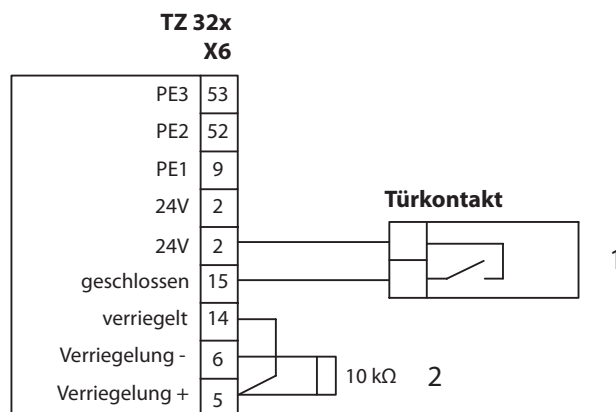 TZ 32x
X6
PE3 53
PE2 52
PE1 9
24V 2
Türkontakt
24V 2
1
geschlossen 15
verriegelt 14
Verriegelung - 6
10 kΩ 2
Verriegelung + 5